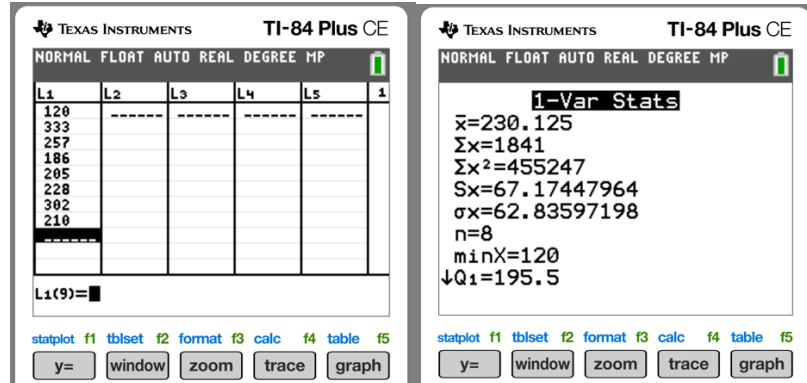 TEXAS INSTRUMENTS TI-84 Plus CE
NORMAL FLOAT AUTO REAL DEGREE MP
L1 L2 L3 L4 L5 1
120 ------ ------ ------ ------
333
257
186
205
228
302
210
------
L1(9)=
statplot f1 tblset f2 format f3 calc f4 table f5
y= window zoom trace graph
TEXAS INSTRUMENTS TI-84 Plus CE
NORMAL FLOAT AUTO REAL DEGREE MP
1-Var Stats
x̄=230.125
Σx=1841
Σx²=455247
Sx=67.17447964
σx=62.83597198
n=8
minX=120
↓Q₁=195.5
statplot f1 tblset f2 format f3 calc f4 table f5
y= window zoom trace graph